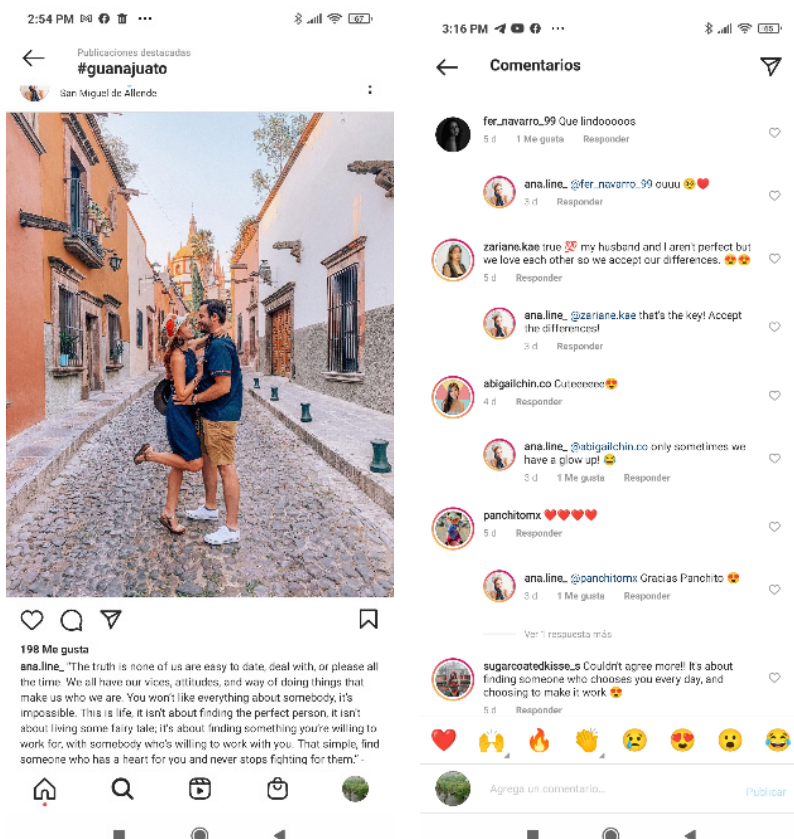 2:54 PM
67
Publicaciones destacadas
#guanajuato
San Miguel de Allende
198 Me gusta
ana.line_ "The truth is none of us are easy to date, deal with, or please all
the time. We all have our vices, attitudes, and way of doing things that
make us who we are. You won't like everything about somebody, it's
impossible. This is life, it isn't about finding the perfect person, it isn't
about living some fairy tale; it's about finding something you're willing to
work for, with somebody who's willing to work with you. That simple, find
someone who has a heart for you and never stops fighting for them." -
3:16 PM
65
Comentarios
fer_navarro_99 Que lindooooos
5 d 1 Me gusta Responder
ana.line_ @fer_navarro_99 ouuu 🥺❤️
3 d Responder
zariane.kae true 💯 my husband and I aren't perfect but
we love each other so we accept our differences. 😍😍
5 d Responder
ana.line_ @zariane.kae that's the key! Accept
the differences!
3 d Responder
abigailchin.co Cuteeeeee😍
4 d Responder
ana.line_ @abigailchin.co only sometimes we
have a glow up! 😂
3 d 1 Me gusta Responder
panchitomx ❤️❤️❤️❤️
5 d Responder
ana.line_ @panchitomx Gracias Panchito 😍
3 d 1 Me gusta Responder
Ver 1 respuesta más
sugarcoatedkisse_s Couldn't agree more!! It's about
finding someone who chooses you every day, and
choosing to make it work 😍
5 d Responder
❤️ 🙌 🔥 👏 😢 😍 😮 😂
Agrega un comentario...
Publicar